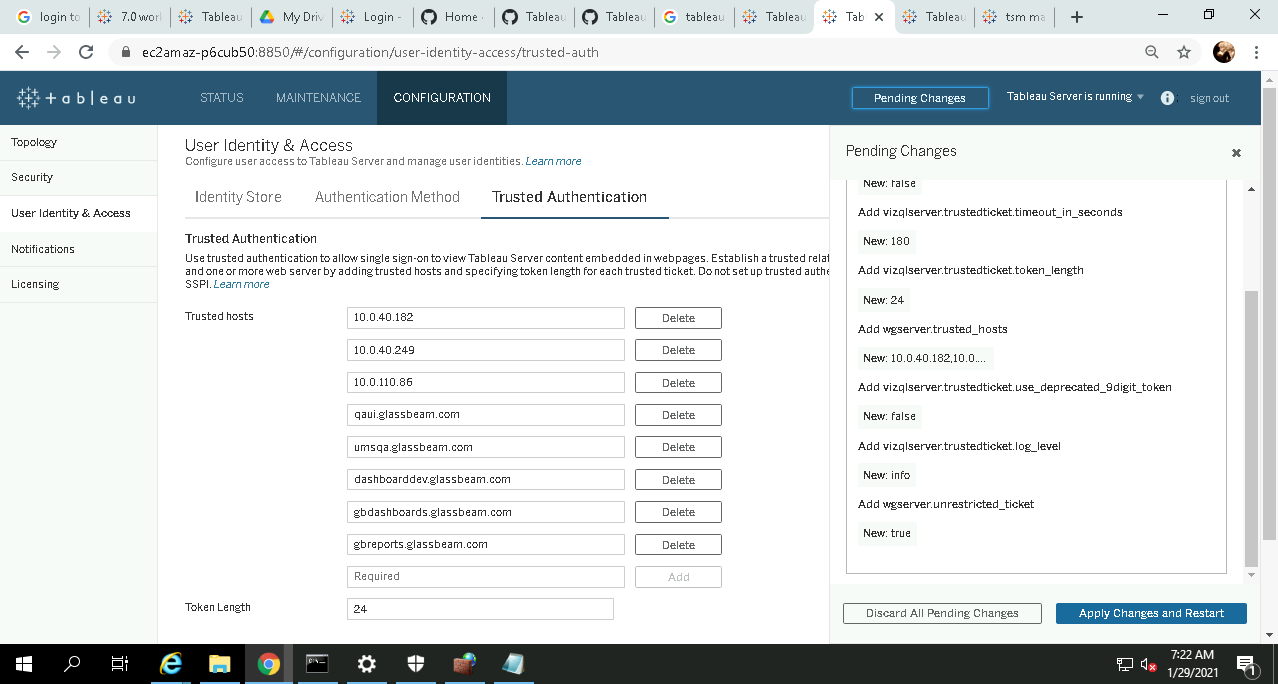 login to
7.0 work
Tableau
My Driv
Login -
Home
Tableau
Tableau
tableau
Tableau
Tab
Tableau
tsm ma
ec2amaz-p6cub50:8850/#/configuration/user-identity-access/trusted-auth
+ableau
STATUS
MAINTENANCE
CONFIGURATION
Pending Changes
Tableau Server is running
sign out
Topology
Security
User Identity & Access
Notifications
Licensing
User Identity & Access
Configure user access to Tableau Server and manage user identities. Learn more
Identity Store
Authentication Method
Trusted Authentication
Trusted Authentication
Use trusted authentication to allow single sign-on to view Tableau Server content embedded in webpages. Establish a trusted relat
and one or more web server by adding trusted hosts and specifying token length for each trusted ticket. Do not set up trusted authe
SSPI. Learn more
Trusted hosts
10.0.40.182 Delete
10.0.40.249 Delete
10.0.110.86 Delete
qaui.glassbeam.com Delete
umsqa.glassbeam.com Delete
dashboarddev.glassbeam.com Delete
gbdashboards.glassbeam.com Delete
gbreports.glassbeam.com Delete
Required Add
Token Length 24
Pending Changes
New: false
Add vizqlserver.trustedticket.timeout_in_seconds
New: 180
Add vizqlserver.trustedticket.token_length
New: 24
Add wgserver.trusted_hosts
New: 10.0.40.182,10.0....
Add vizqlserver.trustedticket.use_deprecated_9digit_token
New: false
Add vizqlserver.trustedticket.log_level
New: info
Add wgserver.unrestricted_ticket
New: true
Discard All Pending Changes
Apply Changes and Restart
7:22 AM
1/29/2021
1